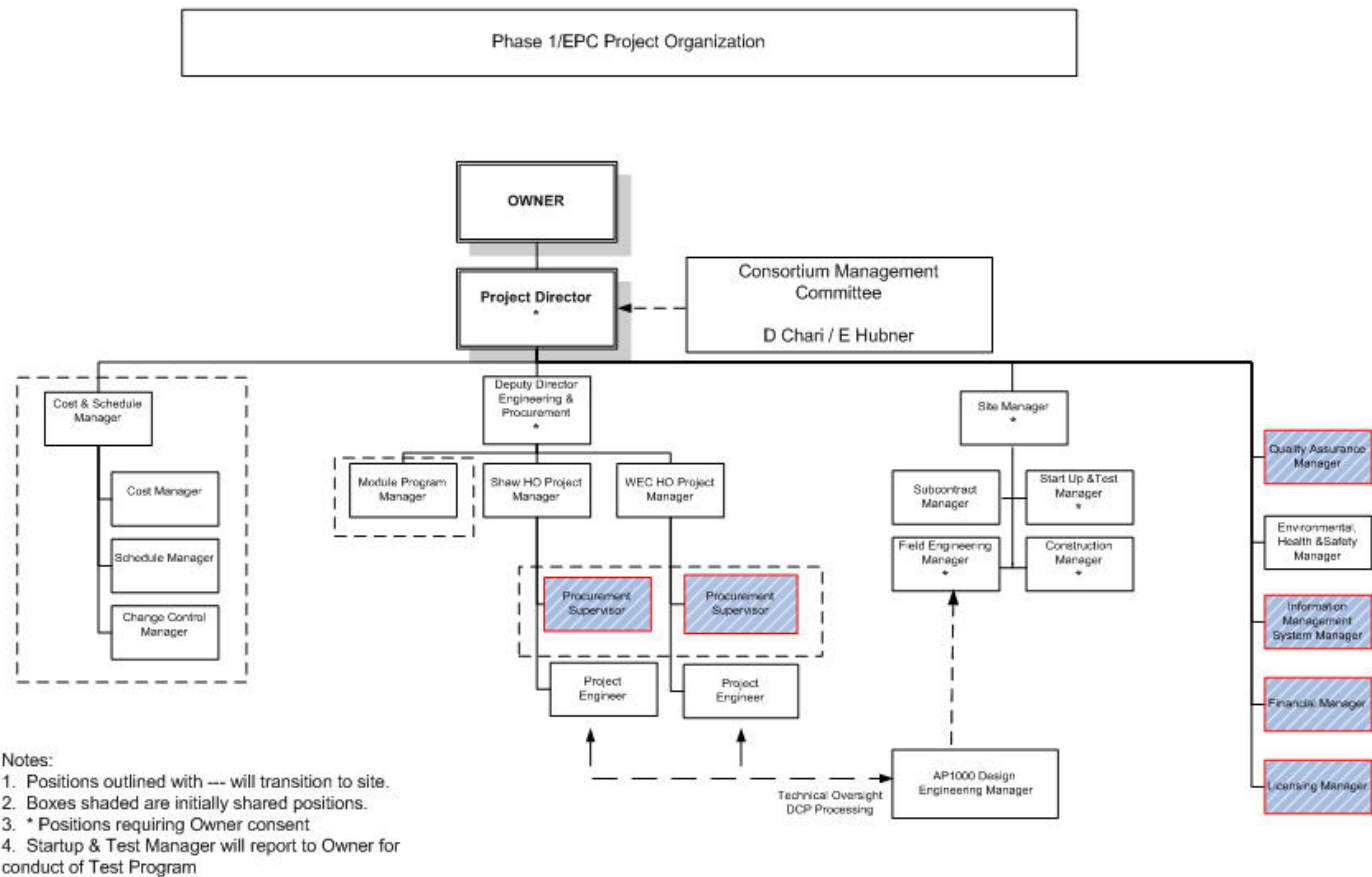 Phase 1/EPC Project Organization
OWNER
Project Director
*
Consortium Management
Committee
D Chari / E Hubner
Cost & Schedule
Manager
Cost Manager
Schedule Manager
Change Control
Manager
Deputy Director
Engineering &
Procurement
*
Module Program
Manager
Shaw HO Project
Manager
WEC HO Project
Manager
Procurement
Supervisor
Procurement
Supervisor
Project
Engineer
Project
Engineer
Site Manager
*
Subcontract
Manager
Start Up &Test
Manager
*
Field Engineering
Manager
*
Construction
Manager
*
Technical Oversight
DCP Processing
AP1000 Design
Engineering Manager
Quality Assurance
Manager
Environmental,
Health &Safety
Manager
Information
Management
System Manager
Financial Manager
Licensing Manager
Notes:
1. Positions outlined with --- will transition to site.
2. Boxes shaded are initially shared positions.
3. * Positions requiring Owner consent
4. Startup & Test Manager will report to Owner for
conduct of Test Program